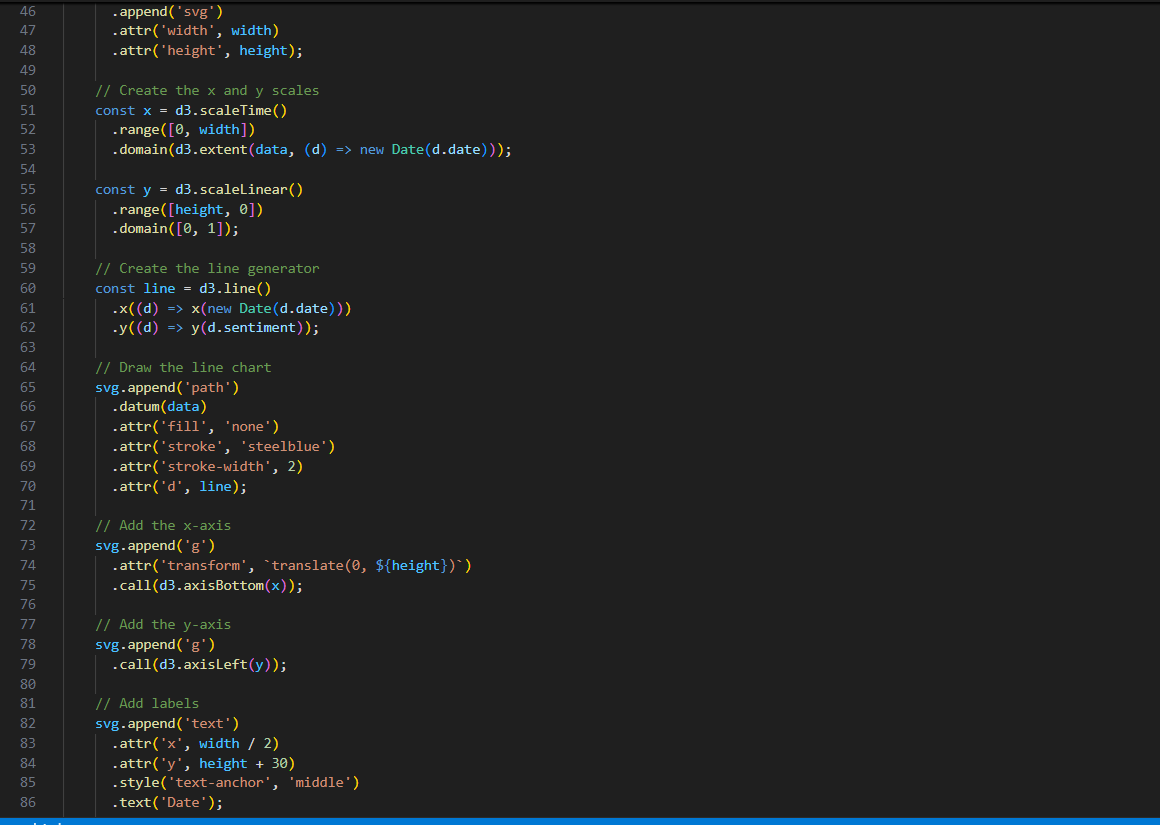 46 .append('svg')
47 .attr('width', width)
48 .attr('height', height);
49
50 // Create the x and y scales
51 const x = d3.scaleTime()
52 .range([0, width])
53 .domain(d3.extent(data, (d) => new Date(d.date)));
54
55 const y = d3.scaleLinear()
56 .range([height, 0])
57 .domain([0, 1]);
58
59 // Create the line generator
60 const line = d3.line()
61 .x((d) => x(new Date(d.date)))
62 .y((d) => y(d.sentiment));
63
64 // Draw the line chart
65 svg.append('path')
66 .datum(data)
67 .attr('fill', 'none')
68 .attr('stroke', 'steelblue')
69 .attr('stroke-width', 2)
70 .attr('d', line);
71
72 // Add the x-axis
73 svg.append('g')
74 .attr('transform', `translate(0, ${height})`)
75 .call(d3.axisBottom(x));
76
77 // Add the y-axis
78 svg.append('g')
79 .call(d3.axisLeft(y));
80
81 // Add labels
82 svg.append('text')
83 .attr('x', width / 2)
84 .attr('y', height + 30)
85 .style('text-anchor', 'middle')
86 .text('Date');